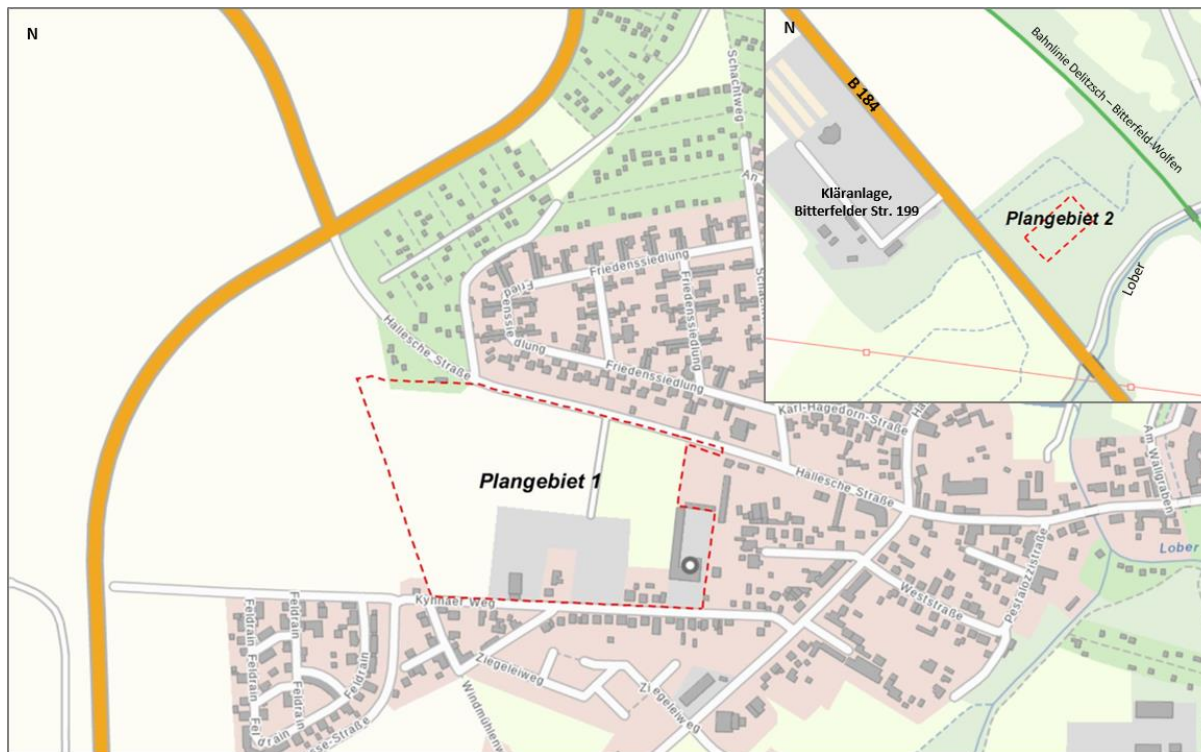 N
Schachtweg
An
Friedenssiedlung
Friedenssiedlung
Friedenssiedlung
Friedenssiedlung
Hallesche-Straße
Karl-Hagedorn-Straße
Plangebiet 1
Hallesche-Straße
Am Wallgraben
Lober
Weststraße
Pestalozzistraße
Kyhnaer Weg
Feldrain
Feldrain
Feldrain
Feldrain
Feldrain
Ziegeleiweg
Ziegeleiweg
N
B 184
Bahnlinie Delitzsch – Bitterfeld-Wolfen
Kläranlage,
Bitterfelder Str. 199
Plangebiet 2
Lober